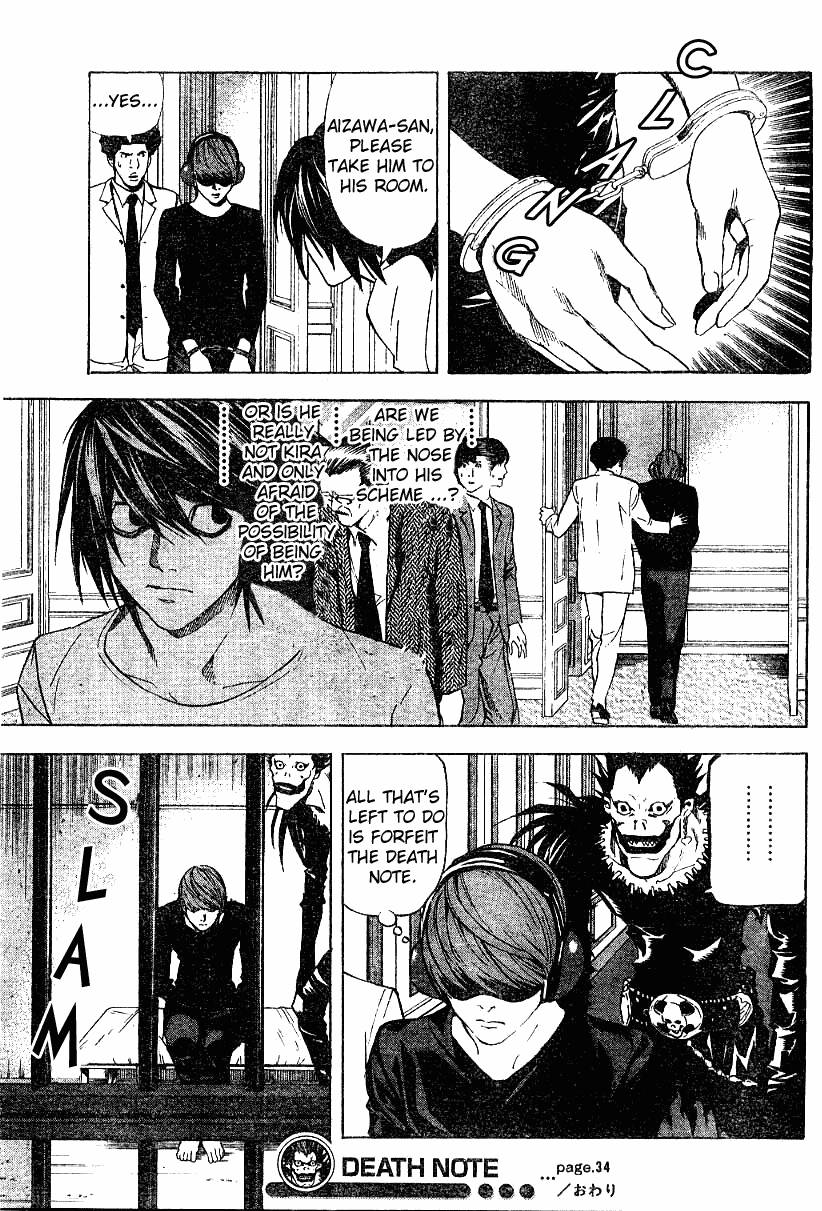 CLANG
AIZAWA-SAN,
PLEASE
TAKE HIM TO
HIS ROOM.
...YES...
ARE WE
BEING LED BY
THE NOSE
INTO HIS
SCHEME ...?
OR IS HE
REALLY
NOT KIRA
AND ONLY
AFRAID
OF THE
POSSIBILITY
OF BEING
HIM?
ALL THAT'S
LEFT TO DO
IS FORFEIT
THE DEATH
NOTE.
SLAM
DEATH NOTE ...page.34
/おわり